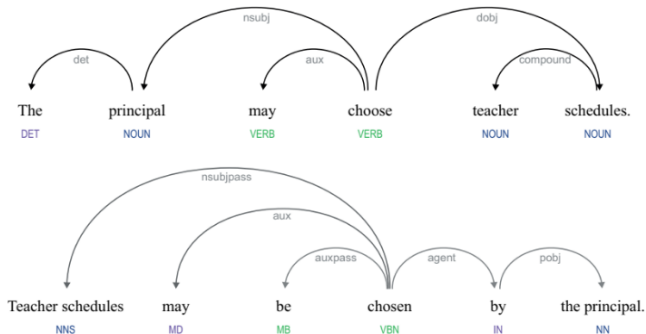 nsubj dobj
det aux compound
The principal may choose teacher schedules.
DET NOUN VERB VERB NOUN NOUN
nsubjpass
aux
auxpass agent pobj
Teacher schedules may be chosen by the principal.
NNS MD MB VBN IN NN